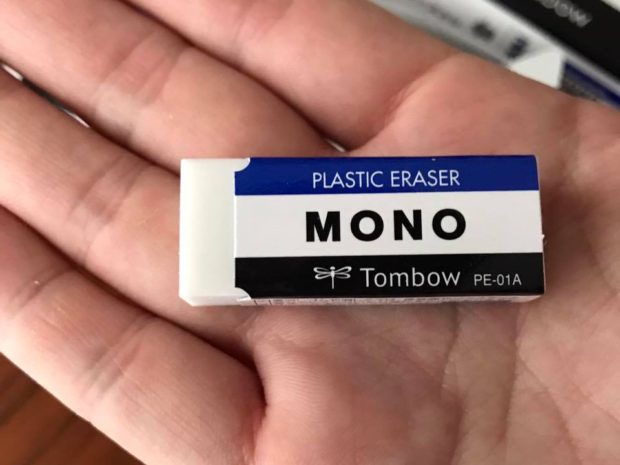 PLASTIC ERASER
MONO
Tombow PE-01A